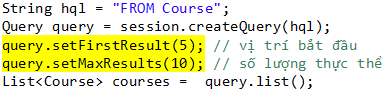 String hql = "FROM Course";
Query query = session.createQuery(hql);
query.setFirstResult(5); // vị trí bắt đầu
query.setMaxResults(10); // số lượng thực thể
List<Course> courses =  query.list();